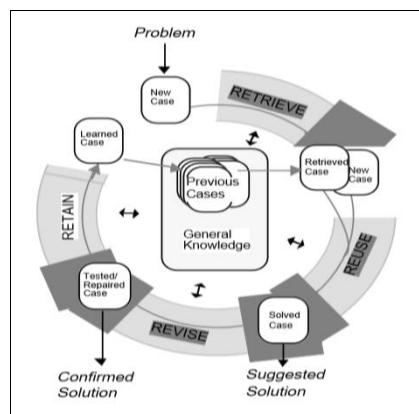 Problem
New
Case
RETRIEVE
Learned
Case
Retrieved
Case
New
Case
Previous
Cases
General
Knowledge
RETAIN
REUSE
Tested/
Repaired
Case
REVISE
Solved
Case
Confirmed
Solution
Suggested
Solution